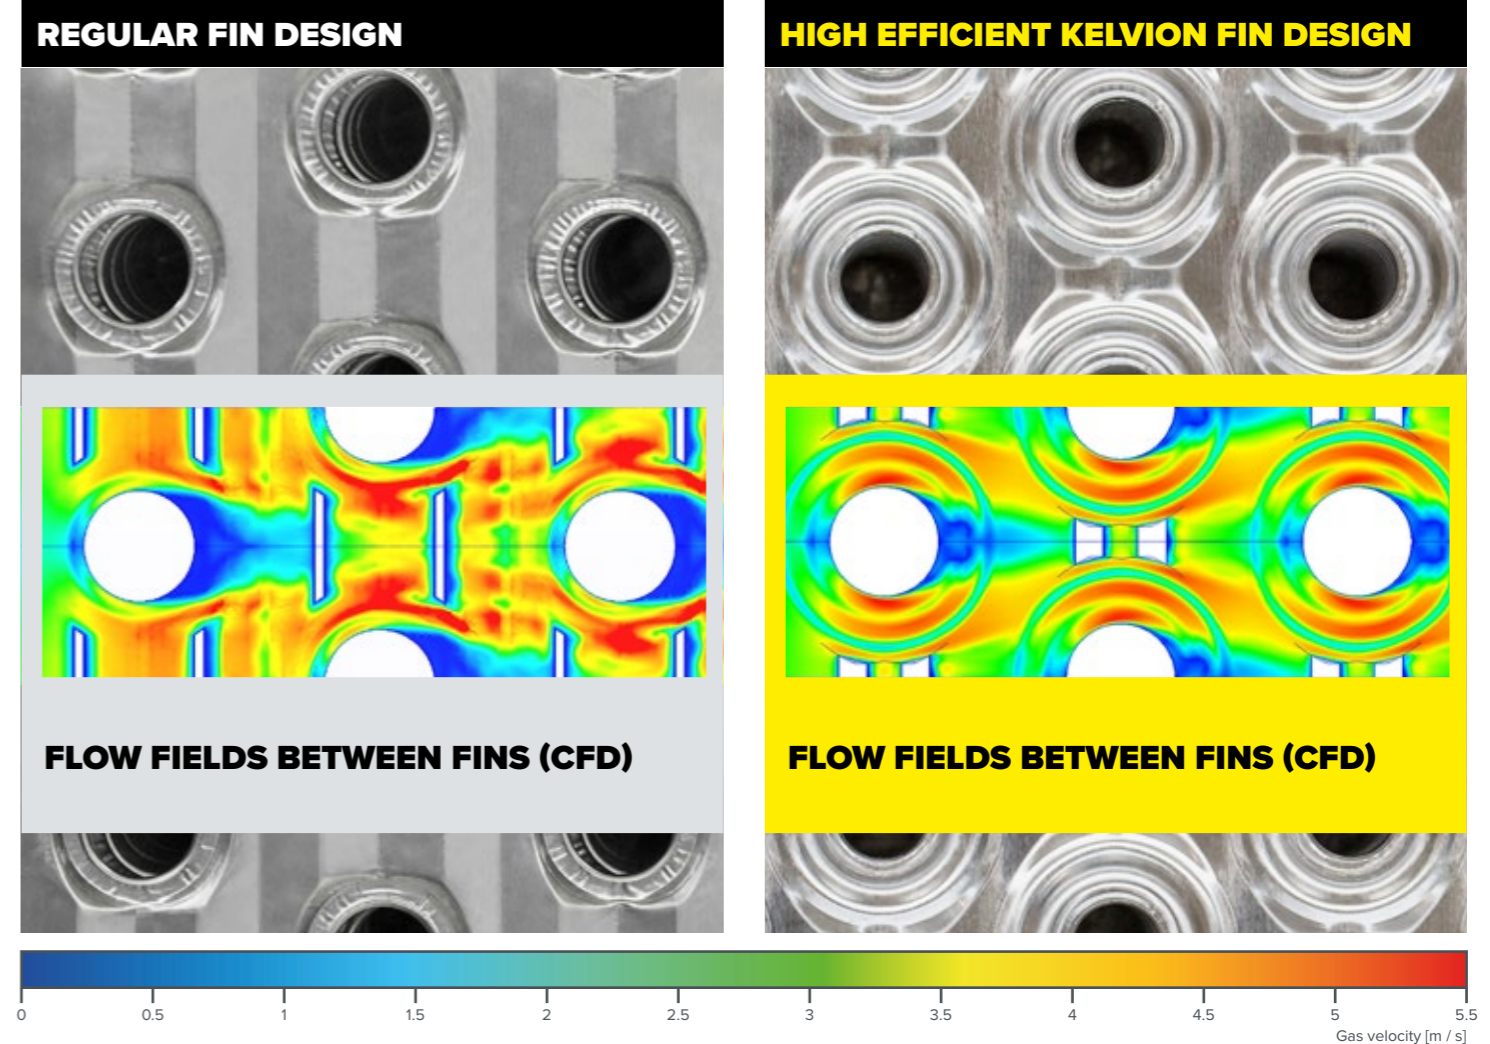 REGULAR FIN DESIGN
HIGH EFFICIENT KELVION FIN DESIGN
FLOW FIELDS BETWEEN FINS (CFD)
FLOW FIELDS BETWEEN FINS (CFD)
0 0.5 1 1.5 2 2.5 3 3.5 4 4.5 5 5.5
Gas velocity [m / s]